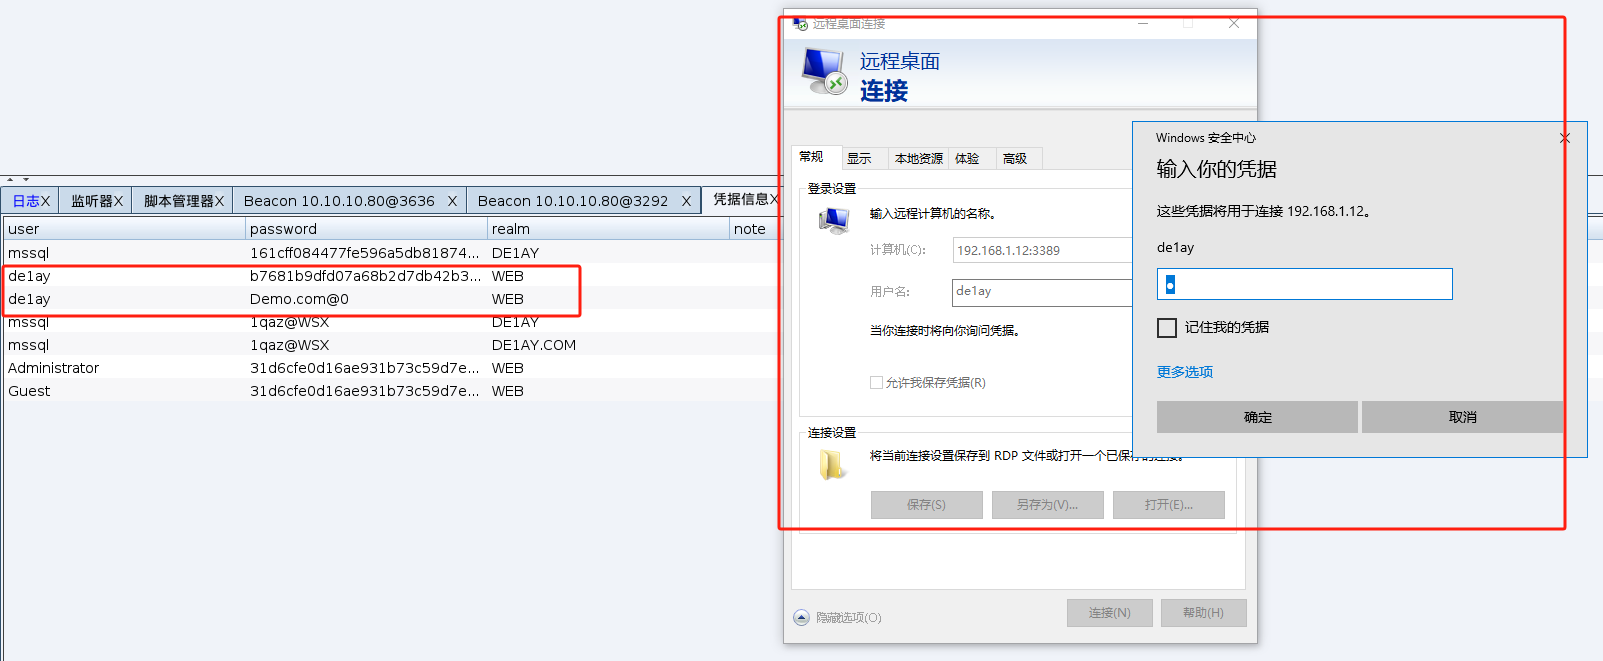 日志X 监听器X 脚本管理器X Beacon 10.10.10.80@3636 X Beacon 10.10.10.80@3292 X 凭据信息X
user password realm note
mssql 161cff084477fe596a5db81874... DE1AY
de1ay b7681b9dfd07a68b2d7db42b3... WEB
de1ay Demo.com@0 WEB
mssql 1qaz@WSX DE1AY
mssql 1qaz@WSX DE1AY.COM
Administrator 31d6cfe0d16ae931b73c59d7e... WEB
Guest 31d6cfe0d16ae931b73c59d7e... WEB
远程桌面连接
远程桌面
连接
常规 显示 本地资源 体验 高级
登录设置
输入远程计算机的名称。
计算机(C): 192.168.1.12:3389
用户名: de1ay
当你连接时将向你询问凭据。
允许我保存凭据(R)
连接设置
将当前连接设置保存到 RDP 文件或打开一个已保存的连接。
保存(S) 另存为(V)... 打开(E)...
隐藏选项(O) 连接(N) 帮助(H)
Windows 安全中心
输入你的凭据
这些凭据将用于连接 192.168.1.12。
de1ay
记住我的凭据
更多选项
确定 取消